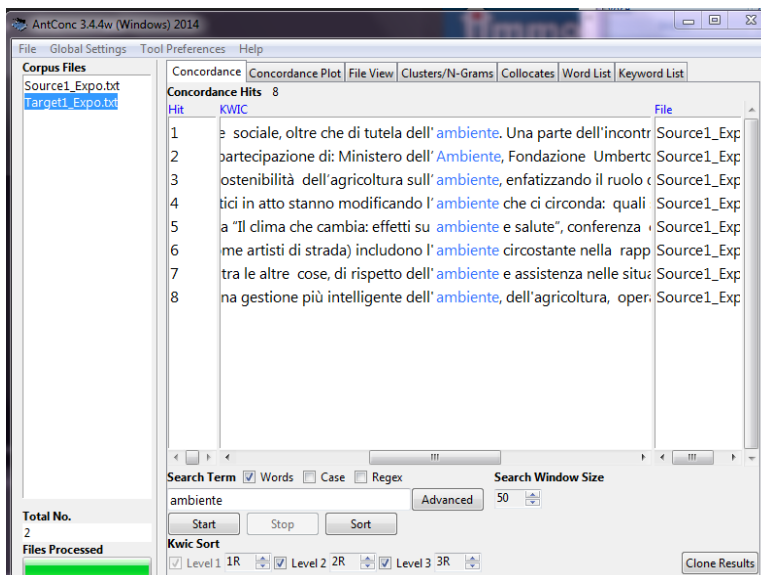 AntConc 3.4.4w (Windows) 2014
File Global Settings Tool Preferences Help
Corpus Files
Source1_Expo.txt
Target1_Expo.txt
Concordance Concordance Plot File View Clusters/N-Grams Collocates Word List Keyword List
Concordance Hits 8
Hit KWIC File
1 e sociale, oltre che di tutela dell'ambiente. Una parte dell'incontr Source1_Exp
2 partecipazione di: Ministero dell'Ambiente, Fondazione Umberto Source1_Exp
3 ostenibilità dell'agricoltura sull'ambiente, enfatizzando il ruolo Source1_Exp
4 tici in atto stanno modificando l'ambiente che ci circonda: quali Source1_Exp
5 a "Il clima che cambia: effetti su ambiente e salute", conferenza Source1_Exp
6 me artisti di strada) includono l'ambiente circostante nella rapp Source1_Exp
7 tra le altre cose, di rispetto dell'ambiente e assistenza nelle situa Source1_Exp
8 na gestione più intelligente dell'ambiente, dell'agricoltura, opera Source1_Exp
Search Term Words Case Regex Search Window Size
ambiente Advanced 50
Start Stop Sort
Total No.
2
Files Processed
Kwic Sort
Level 1 1R Level 2 2R Level 3 3R Clone Results